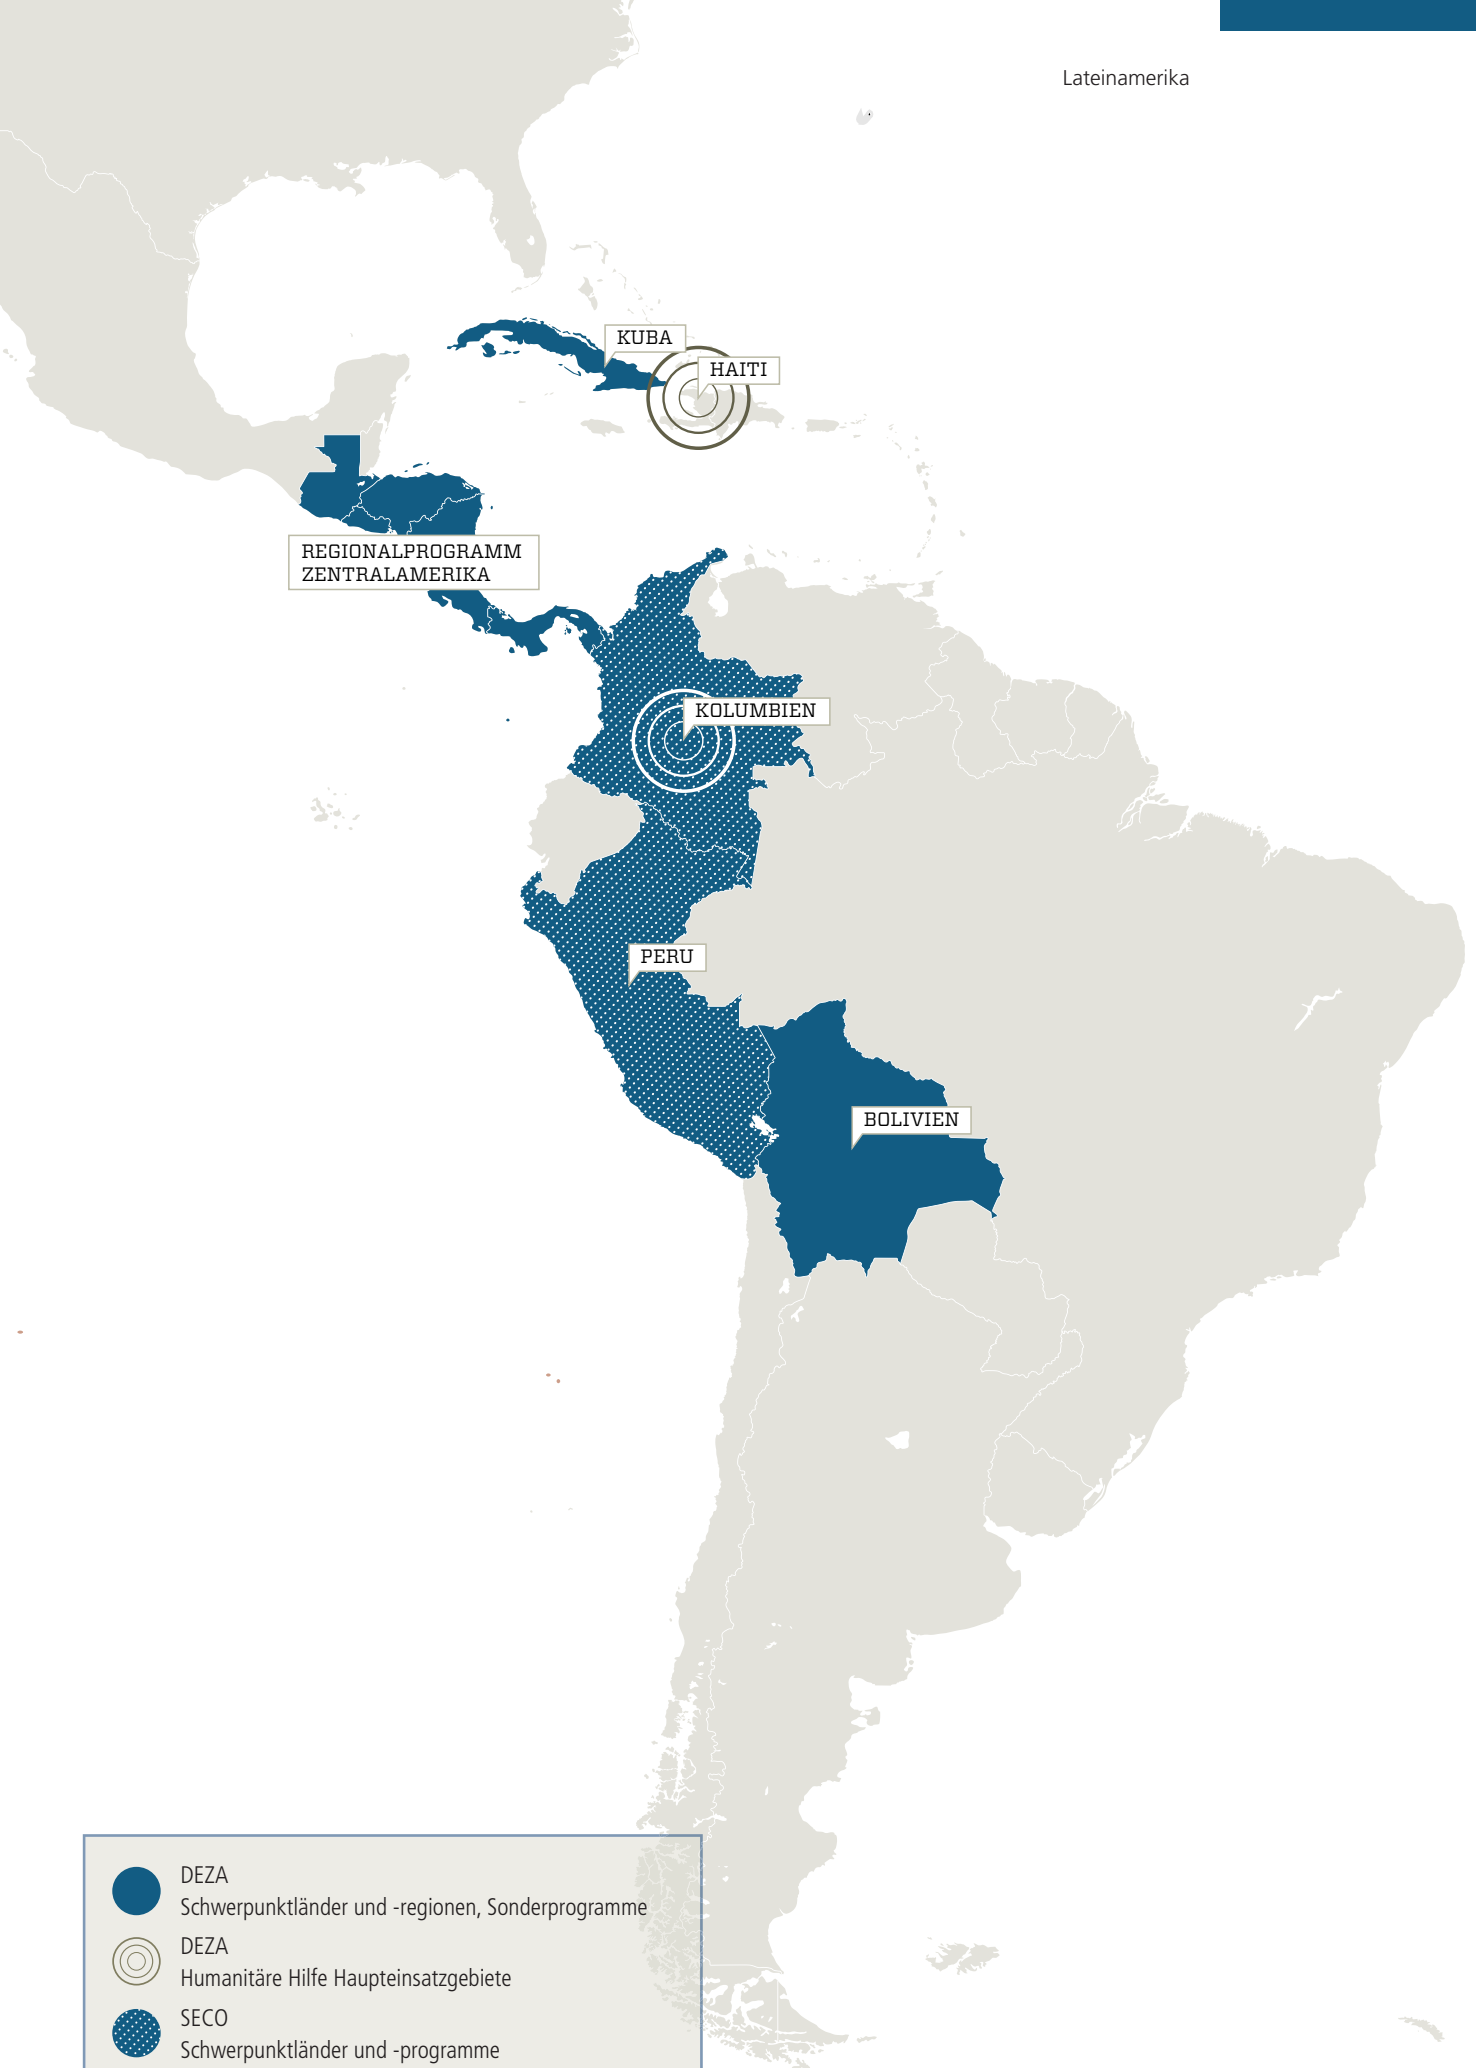 Lateinamerika
KUBA
HAITI
REGIONALPROGRAMM
ZENTRALAMERIKA
KOLUMBIEN
PERU
BOLIVIEN
DEZA
Schwerpunktländer und -regionen, Sonderprogramme
DEZA
Humanitäre Hilfe Haupteinsatzgebiete
SECO
Schwerpunktländer und -programme